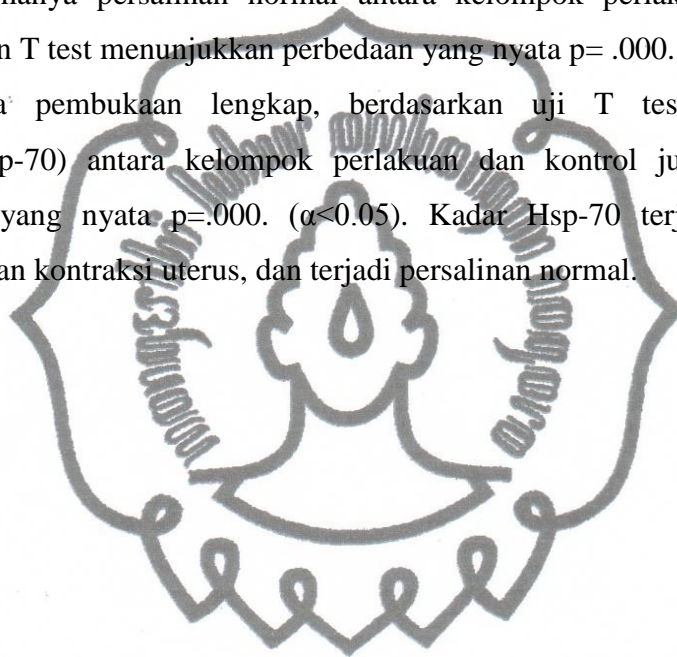 anya persalinan normal antara kelompok perlak
n T test menunjukkan perbedaan yang nyata p= .000.
a pembukaan lengkap, berdasarkan uji T tes
p-70) antara kelompok perlakuan dan kontrol ju
yang nyata p=.000. (α<0.05). Kadar Hsp-70 terj
an kontraksi uterus, dan terjadi persalinan normal.